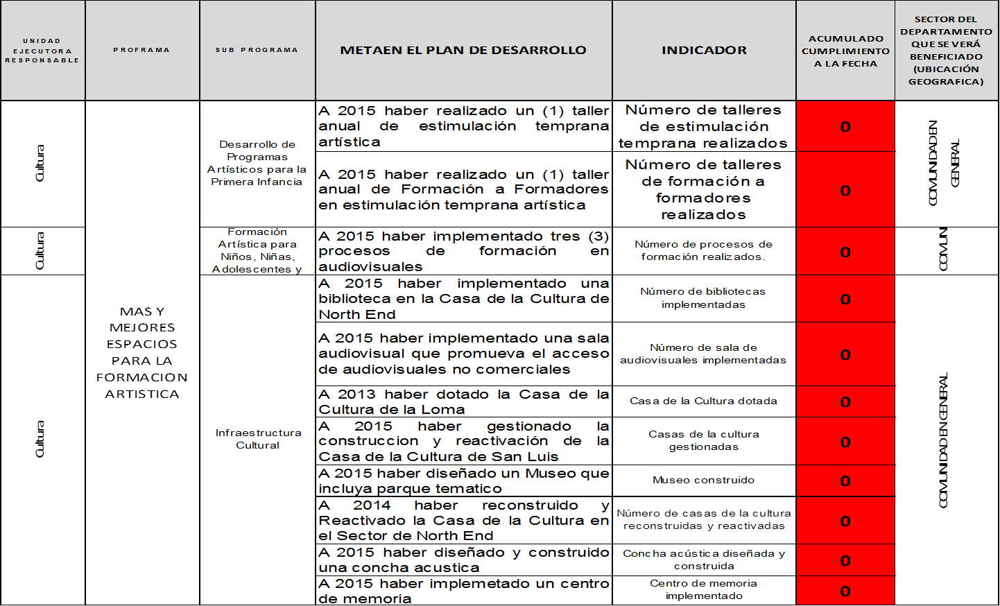 UNIDAD
EJECUTORA
RESPONSABLE
PROFRAMA
SUB PROGRAMA
METAEN EL PLAN DE DESARROLLO
INDICADOR
ACUMULADO
CUMPLIMIENTO
A LA FECHA
SECTOR DEL
DEPARTAMENTO
QUE SE VERÁ
BENEFICIADO
(UBICACIÓN
GEOGRAFICA)
Cultura
MAS Y
MEJORES
ESPACIOS
PARA LA
FORMACION
ARTISTICA
Desarrollo de
Programas
Artísticos para la
Primera Infancia
A 2015 haber realizado un (1) taller
anual de estimulación temprana
artística
Número de talleres
de estimulación
temprana realizados
0
COMUNIDAD EN
GENERAL
A 2015 haber realizado un (1) taller
anual de Formación a Formadores
en estimulación temprana artística
Número de talleres
de formación a
formadores
realizados
0
Cultura
Formación
Artística para
Niños, Niñas,
Adolescentes y
A 2015 haber implementado tres (3)
procesos de formación en
audiovisuales
Número de procesos de
formación realizados.
0
COMUNI
Cultura
Infraestructura
Cultural
A 2015 haber implementado una
biblioteca en la Casa de la Cultura de
North End
Número de bibliotecas
implementadas
0
COMUNIDAD EN GENERAL
A 2015 haber implementado una sala
audiovisual que promueva el acceso
de audiovisuales no comerciales
Número de sala de
audiovisuales implementadas
0
A 2013 haber dotado la Casa de la
Cultura de la Loma
Casa de la Cultura dotada
0
A 2015 haber gestionado la
construccion y reactivación de la
Casa de la Cultura de San Luis
Casas de la cultura
gestionadas
0
A 2015 haber diseñado un Museo que
incluya parque tematico
Museo construido
0
A 2014 haber reconstruido y
Reactivado la Casa de la Cultura en
el Sector de North End
Número de casas de la cultura
reconstruidas y reactivadas
0
A 2015 haber diseñado y construido
una concha acustica
Concha acústica diseñada y
construida
0
A 2015 haber implemetado un centro
de memoria
Centro de memoria
implementado
0